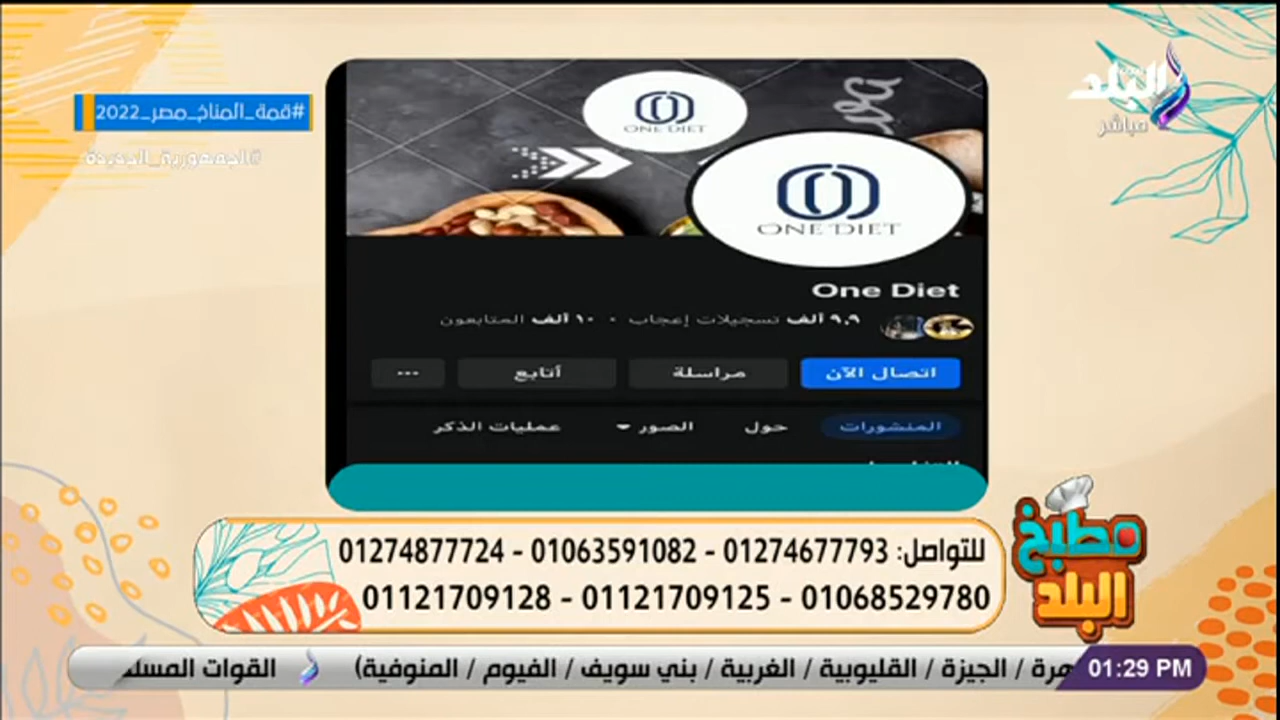 #قمة_المناخ_مصر_2022
#الجمهورية_الجديدة
البلد
مباشر
ONE DIET
ONE DIET
One Diet
٩٫٩ ألف تسجيلات إعجاب · ١٠ ألف المتابعون
اتصال الآن
مراسلة
أتابع
المنشورات
حول
الصور
عمليات الذكر
للتواصل: 01274677793 - 01063591082 - 01274877724
01068529780 - 01121709125 - 01121709128
مطبخ
البلد
01:29 PM
هرة / الجيزة / القليوبية / الغربية / بني سويف / الفيوم / المنوفية) القوات المسلح